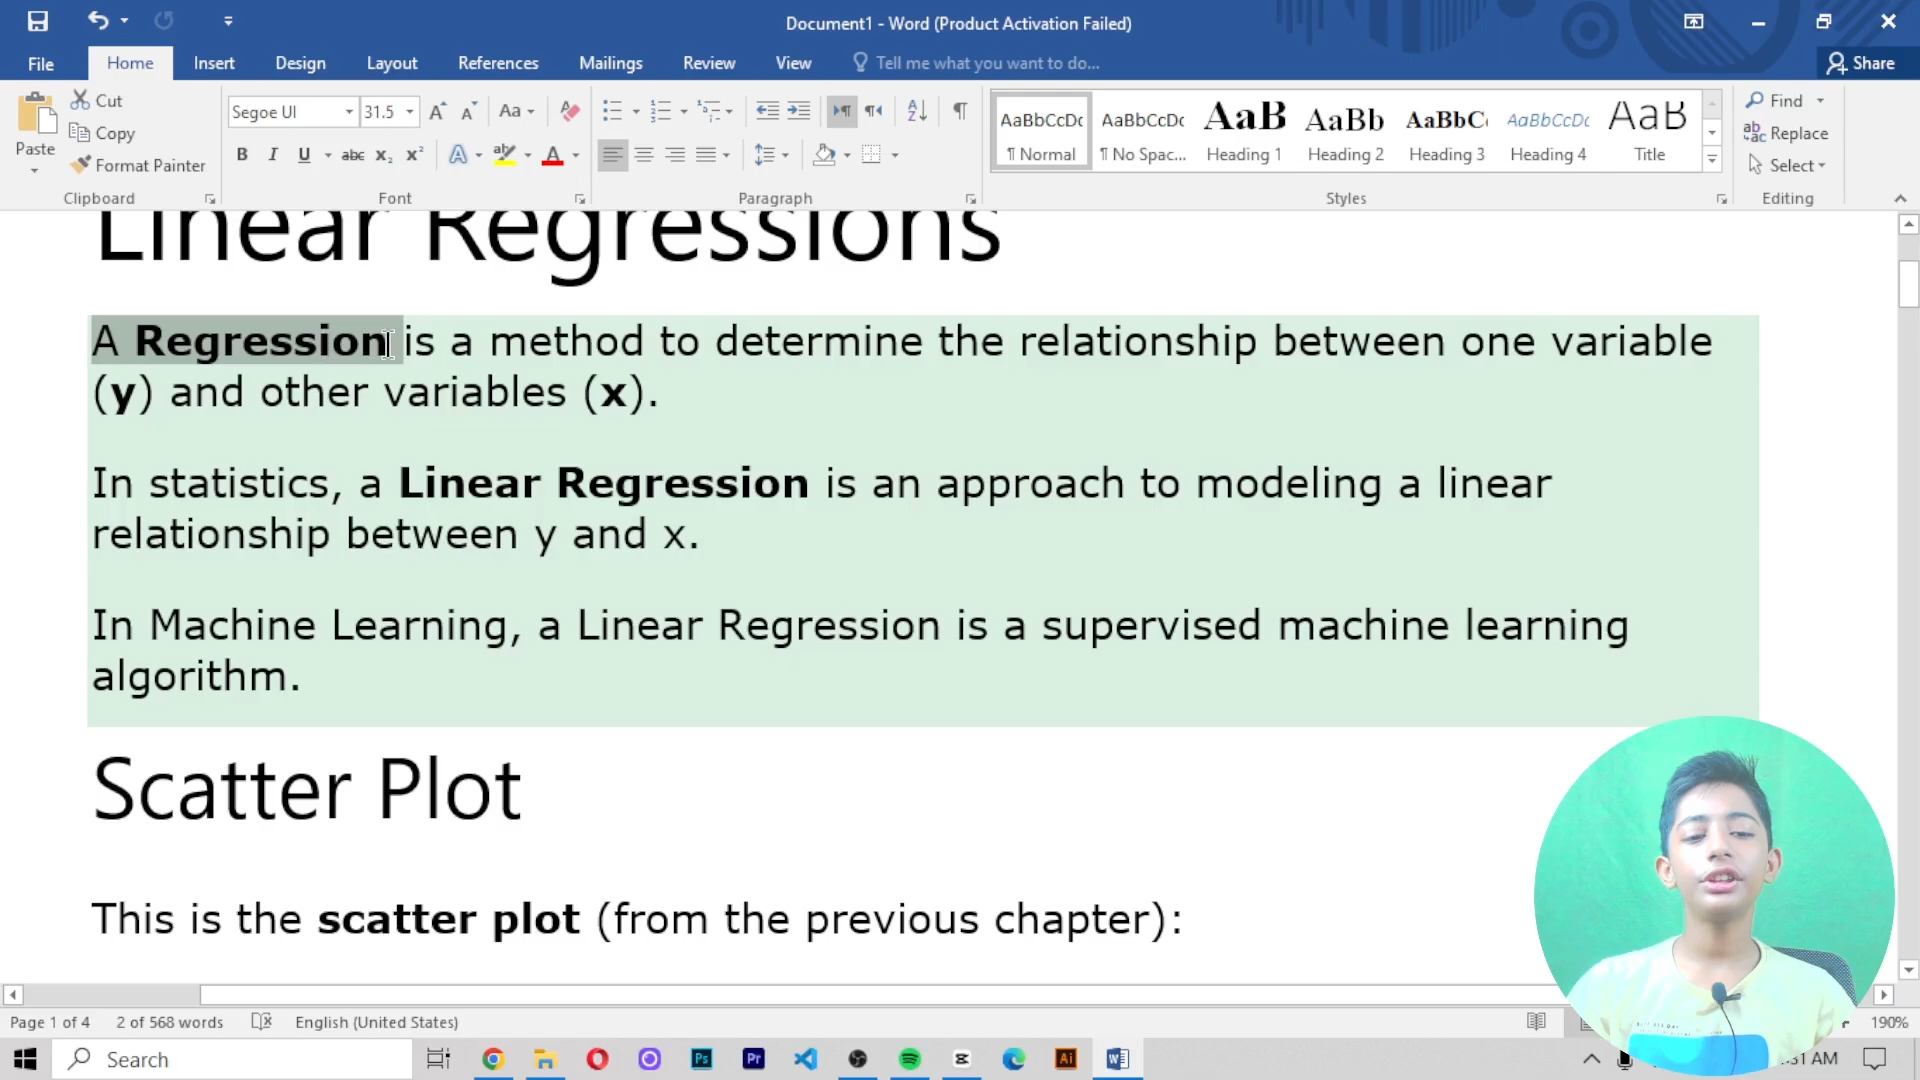 Document1 - Word (Product Activation Failed)
File Home Insert Design Layout References Mailings Review View Tell me what you want to do... Share
Paste
Cut
Copy
Format Painter
Clipboard
Segoe UI 31.5
Font
Paragraph
AaBbCcDc AaBbCcDc AaB AaBb AaBbC AaBbCcDc AaB
¶ Normal ¶ No Spac... Heading 1 Heading 2 Heading 3 Heading 4 Title
Styles
Find
Replace
Select
Editing
Linear Regressions
A Regression is a method to determine the relationship between one variable
(y) and other variables (x).
In statistics, a Linear Regression is an approach to modeling a linear
relationship between y and x.
In Machine Learning, a Linear Regression is a supervised machine learning
algorithm.
Scatter Plot
This is the scatter plot (from the previous chapter):
Page 1 of 4 2 of 568 words English (United States) 190%
Search
Ps Pr Ai
31 AM